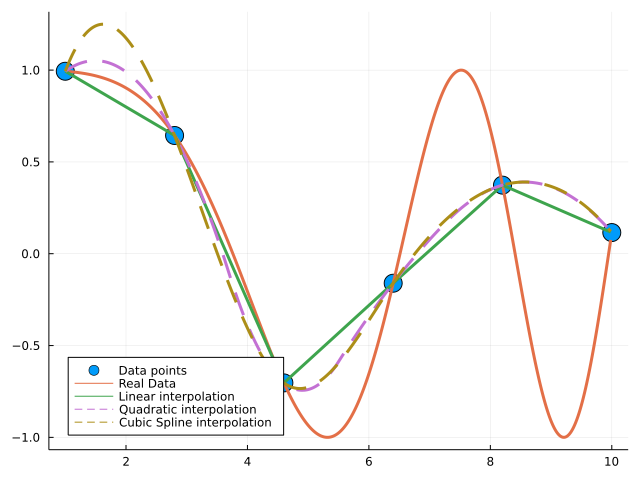 1.0
0.5
0.0
−0.5
−1.0
Data points
Real Data
Linear interpolation
Quadratic interpolation
Cubic Spline interpolation
2 4 6 8 10